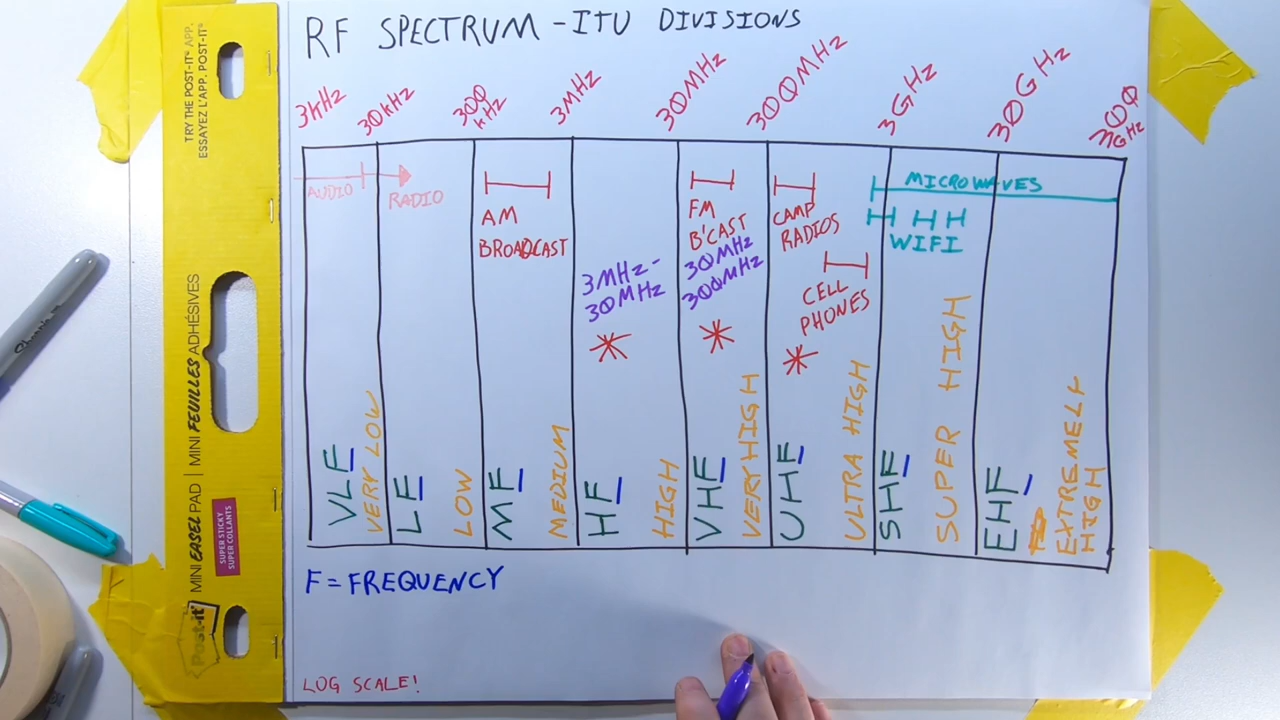 RF SPECTRUM - ITU DIVISIONS
3kHz
30kHz
300
kHz
3MHz
30MHz
300MHz
3GHz
30GHz
300
GHz
AUDIO
RADIO
AM
BROADCAST
3MHz-
30MHz
FM
B'CAST
30MHz
300MHz
CAMP
RADIOS
CELL
PHONES
MICROWAVES
WIFI
VLF
VERY LOW
LF
LOW
MF
MEDIUM
HF
HIGH
VHF
VERY HIGH
UHF
ULTRA HIGH
SHF
SUPER HIGH
EHF
EXTREMELY
HIGH
F = FREQUENCY
LOG SCALE!
TRY THE POST-IT® APP.
ESSAYEZ L'APP. POST-IT®
Post-it MINI EASEL PAD | MINI FEUILLES ADHÉSIVES
SUPER STICKY
SUPER COLLANTS
Sharpie